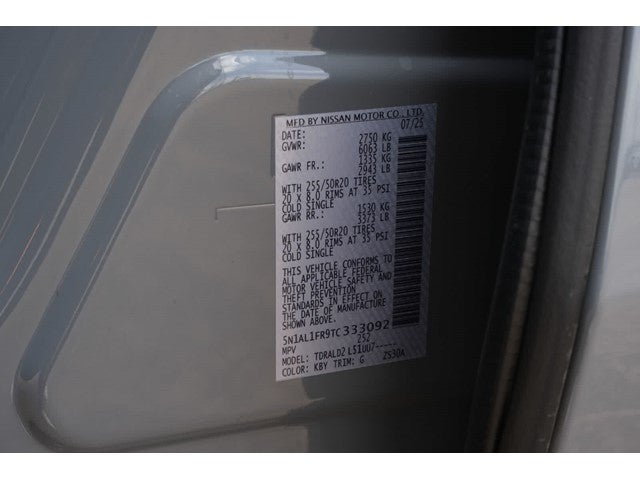 MFD BY NISSAN MOTOR CO., LTD.
DATE: 07/25
GVWR: 2750 KG
6063 LB
GAWR FR.: 1335 KG
2943 LB
WITH 255/50R20 TIRES
20 X 8.0 RIMS AT 35 PSI
COLD SINGLE
GAWR RR.: 1530 KG
3373 LB
WITH 255/50R20 TIRES
20 X 8.0 RIMS AT 35 PSI
COLD SINGLE
THIS VEHICLE CONFORMS TO
ALL APPLICABLE FEDERAL
MOTOR VEHICLE SAFETY AND
THEFT PREVENTION
STANDARDS IN EFFECT ON
THE DATE OF MANUFACTURE
SHOWN ABOVE.
5N1AL1FR9TC333092
MPV 252
MODEL: TDRALD2 LS1UU7-----
COLOR: KBY TRIM: G 2S30A